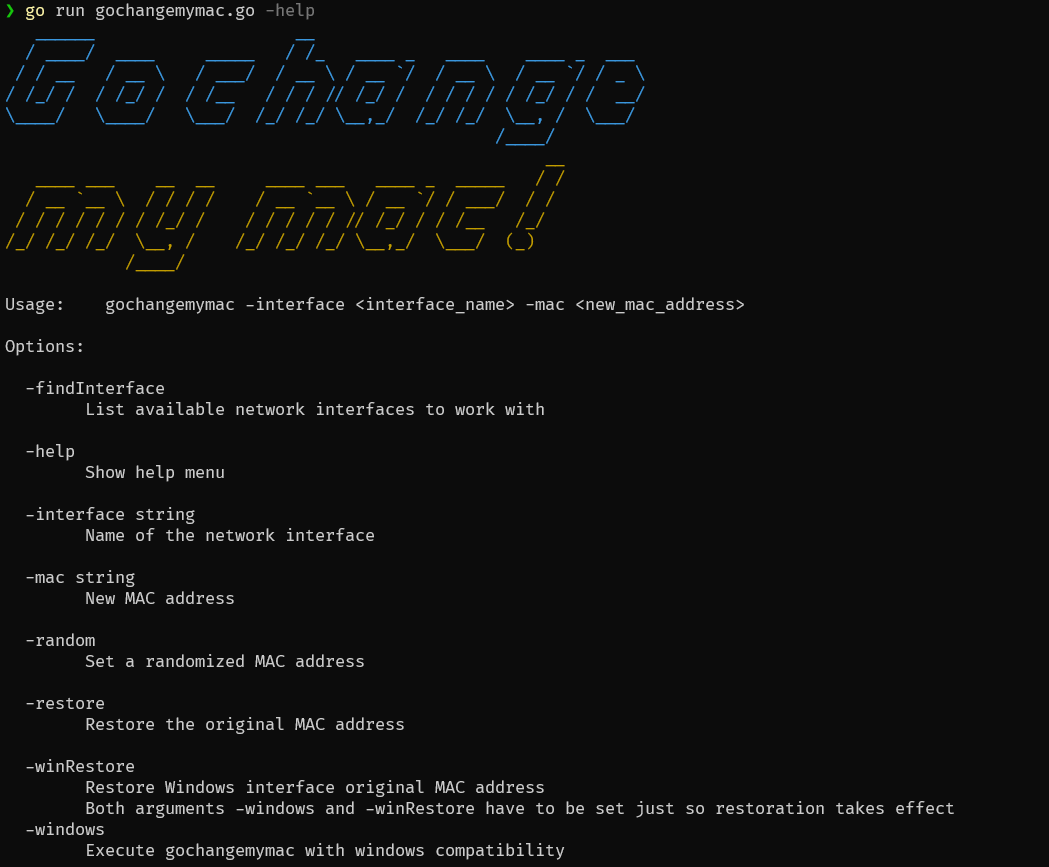 ❯ go run gochangemymac.go -help
Go change
my mac!
Usage:    gochangemymac -interface <interface_name> -mac <new_mac_address>
Options:
-findInterface
List available network interfaces to work with
-help
Show help menu
-interface string
Name of the network interface
-mac string
New MAC address
-random
Set a randomized MAC address
-restore
Restore the original MAC address
-winRestore
Restore Windows interface original MAC address
Both arguments -windows and -winRestore have to be set just so restoration takes effect
-windows
Execute gochangemymac with windows compatibility